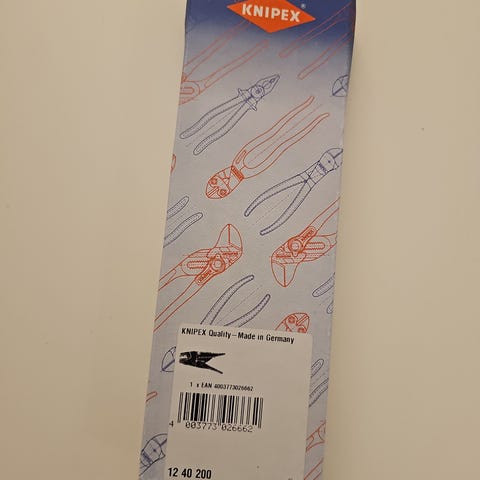 KNIPEX®
KNIPEX Quality – Made in Germany
1 x EAN 4003773026662
4 003773 026662
12 40 200